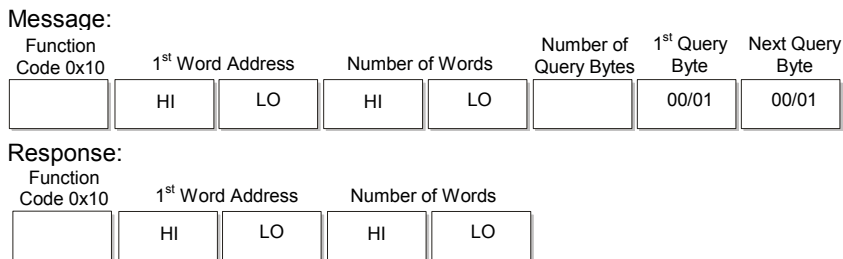 Message:
Function Code 0x10
1st Word Address
Number of Words
Number of Query Bytes
1st Query Byte
Next Query Byte
HI LO HI LO 00/01 00/01
Response:
Function Code 0x10
1st Word Address
Number of Words
HI LO HI LO